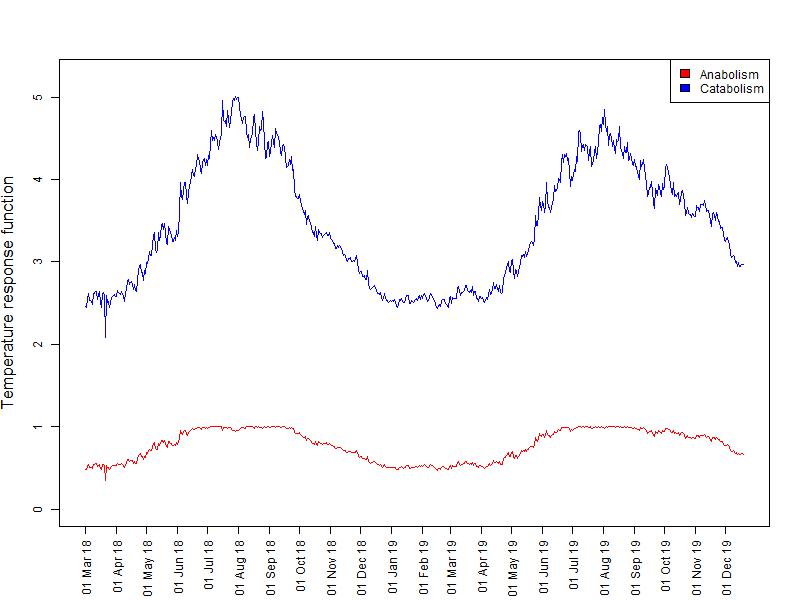 Anabolism
Catabolism
Temperature response function
5
4
3
2
1
0
01 Mar 18
01 Apr 18
01 May 18
01 Jun 18
01 Jul 18
01 Aug 18
01 Sep 18
01 Oct 18
01 Nov 18
01 Dec 18
01 Jan 19
01 Feb 19
01 Mar 19
01 Apr 19
01 May 19
01 Jun 19
01 Jul 19
01 Aug 19
01 Sep 19
01 Oct 19
01 Nov 19
01 Dec 19